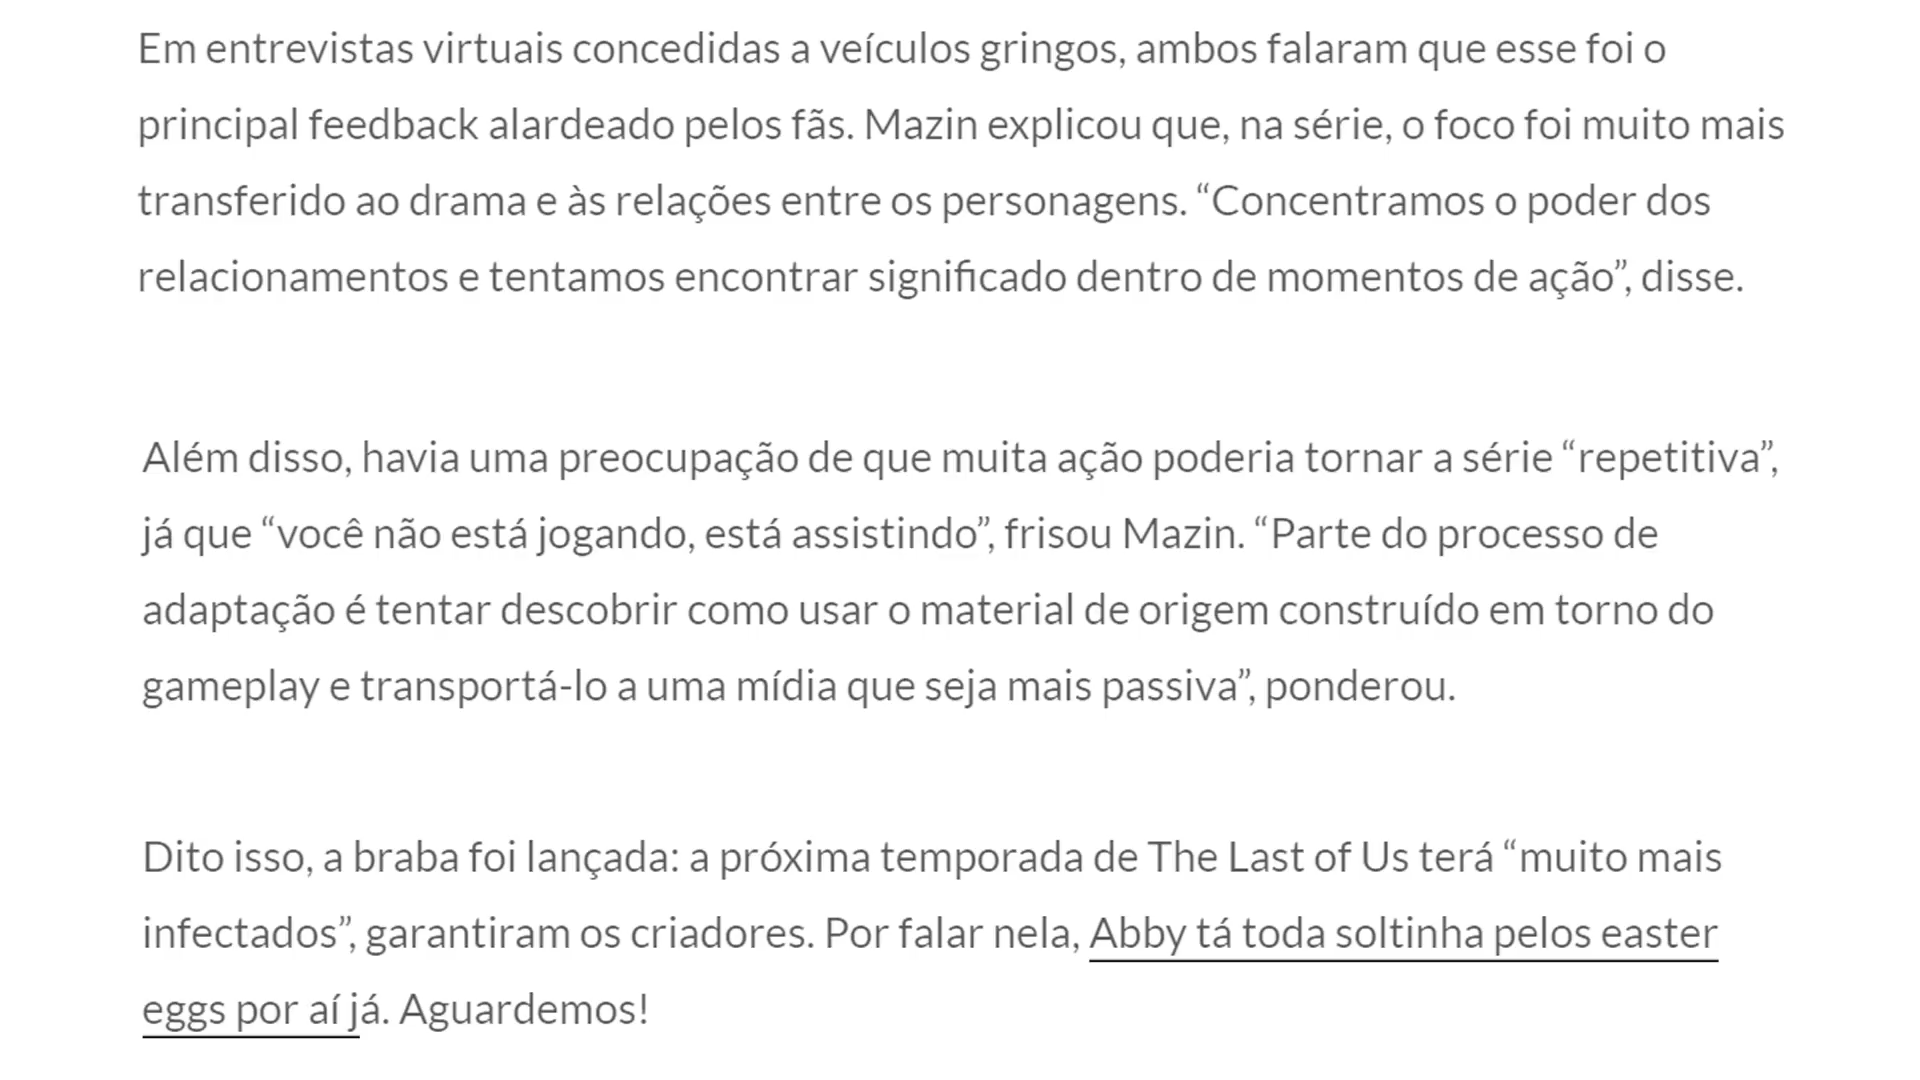 Em entrevistas virtuais concedidas a veículos gringos, ambos falaram que esse foi o
principal feedback alardeado pelos fãs. Mazin explicou que, na série, o foco foi muito mais
transferido ao drama e às relações entre os personagens. “Concentramos o poder dos
relacionamentos e tentamos encontrar significado dentro de momentos de ação”, disse.
Além disso, havia uma preocupação de que muita ação poderia tornar a série “repetitiva”,
já que “você não está jogando, está assistindo”, frisou Mazin. “Parte do processo de
adaptação é tentar descobrir como usar o material de origem construído em torno do
gameplay e transportá-lo a uma mídia que seja mais passiva”, ponderou.
Dito isso, a braba foi lançada: a próxima temporada de The Last of Us terá “muito mais
infectados”, garantiram os criadores. Por falar nela, Abby tá toda soltinha pelos easter
eggs por aí já. Aguardemos!